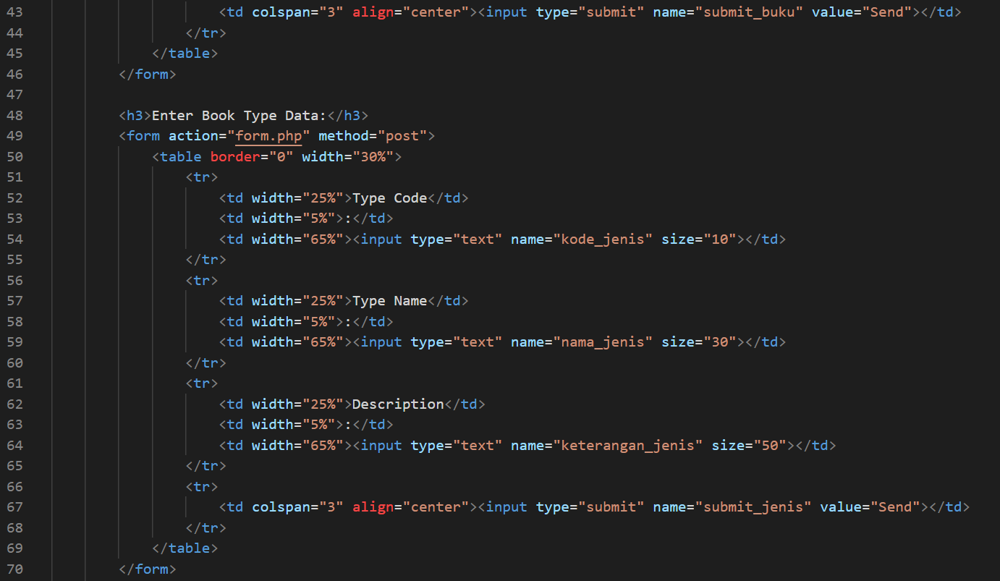 43 <td colspan="3" align="center"><input type="submit" name="submit_buku" value="Send"></td>
44 </tr>
45 </table>
46 </form>
47
48 <h3>Enter Book Type Data:</h3>
49 <form action="form.php" method="post">
50 <table border="0" width="30%">
51 <tr>
52 <td width="25%">Type Code</td>
53 <td width="5%">:</td>
54 <td width="65%"><input type="text" name="kode_jenis" size="10"></td>
55 </tr>
56 <tr>
57 <td width="25%">Type Name</td>
58 <td width="5%">:</td>
59 <td width="65%"><input type="text" name="nama_jenis" size="30"></td>
60 </tr>
61 <tr>
62 <td width="25%">Description</td>
63 <td width="5%">:</td>
64 <td width="65%"><input type="text" name="keterangan_jenis" size="50"></td>
65 </tr>
66 <tr>
67 <td colspan="3" align="center"><input type="submit" name="submit_jenis" value="Send"></td>
68 </tr>
69 </table>
70 </form>